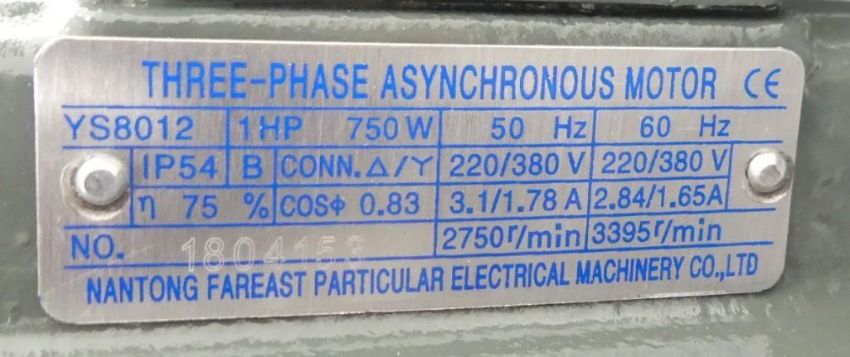 THREE-PHASE ASYNCHRONOUS MOTOR CE
YS8012 1HP 750W 50 Hz 60 Hz
IP54 B CONN.△/Y 220/380 V 220/380 V
η 75 % COSΦ 0.83 3.1/1.78 A 2.84/1.65A
NO. 1804153 2750r/min 3395r/min
NANTONG FAREAST PARTICULAR ELECTRICAL MACHINERY CO.,LTD